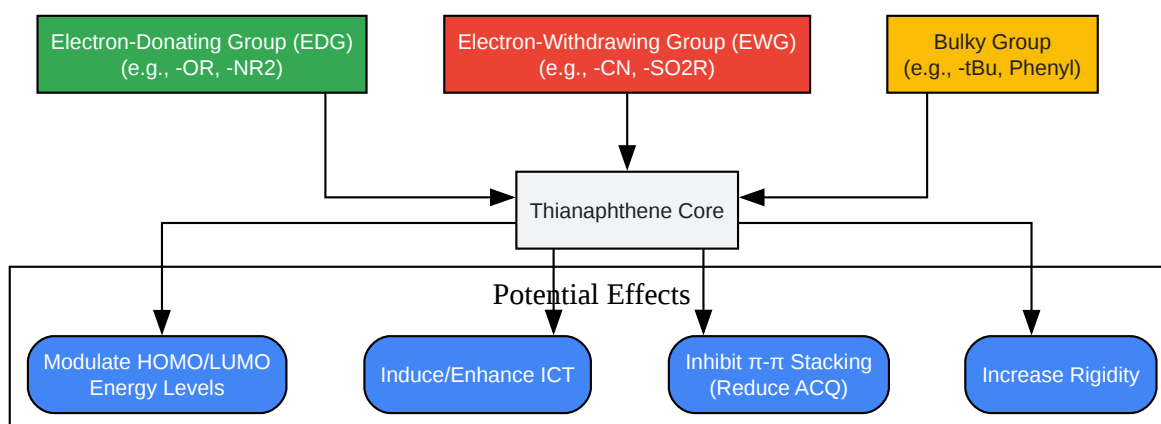 Electron-Donating Group (EDG)
(e.g., -OR, -NR2)
Electron-Withdrawing Group (EWG)
(e.g., -CN, -SO2R)
Bulky Group
(e.g., -tBu, Phenyl)
Thianaphthene Core
Potential Effects
Modulate HOMO/LUMO
Energy Levels
Induce/Enhance ICT
Inhibit π-π Stacking
(Reduce ACQ)
Increase Rigidity